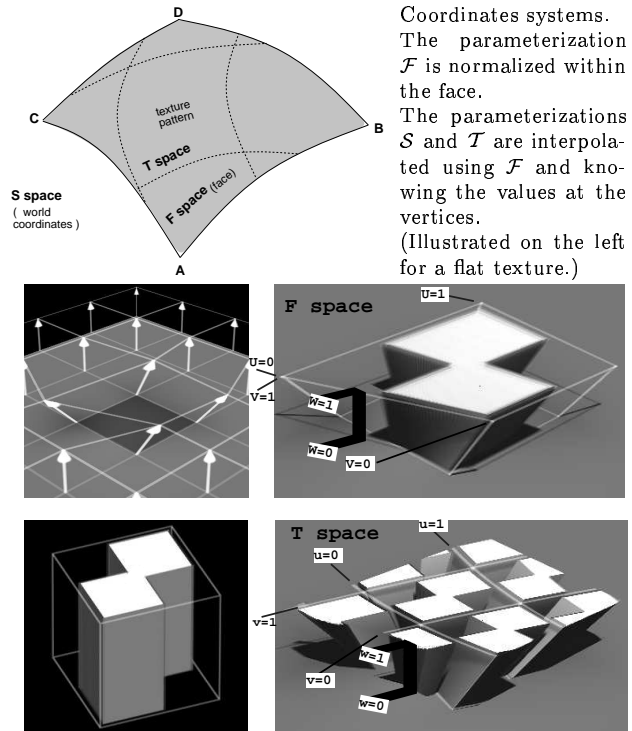 D
C
B
texture
pattern
T space
F space (face)
S space
( world
coordinates )
A
Coordinates systems.
The parameterization
𝓕 is normalized within
the face.
The parameterizations
𝓢 and 𝓣 are interpola-
ted using 𝓕 and kno-
wing the values at the
vertices.
(Illustrated on the left
for a flat texture.)
U=1
F space
U=0
V=1
W=1
W=0
V=0
T space
u=1
u=0
v=1
w=1
v=0
w=0